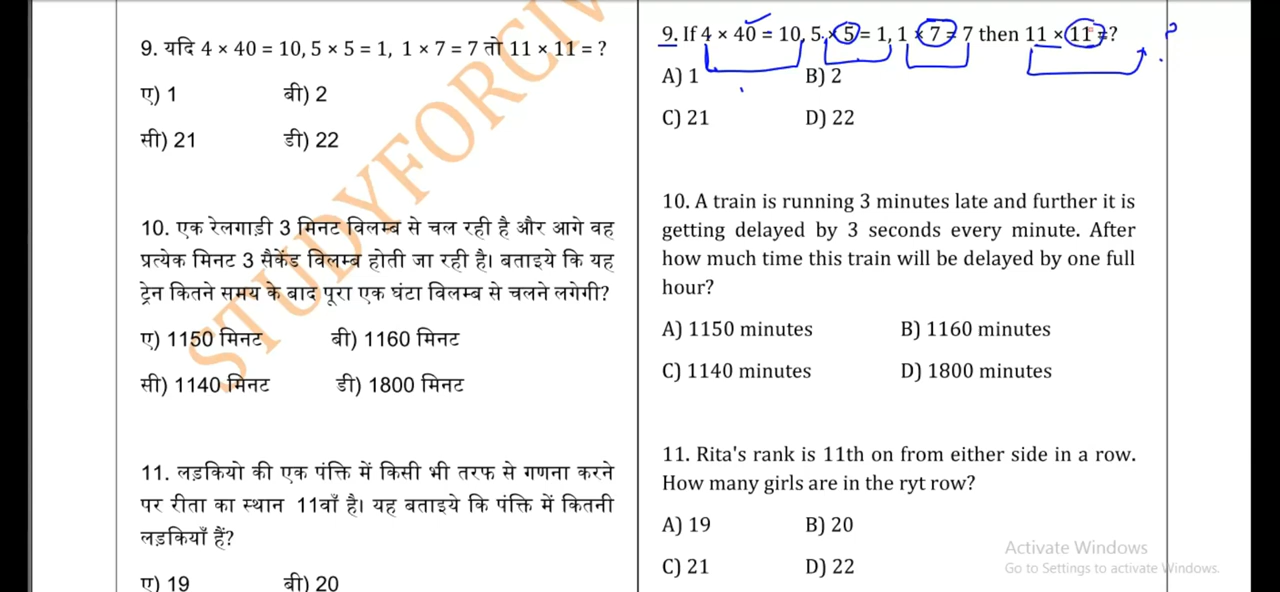 9. यदि 4 × 40 = 10, 5 × 5 = 1, 1 × 7 = 7 तो 11 × 11 = ?
ए) 1 बी) 2
सी) 21 डी) 22
10. एक रेलगाड़ी 3 मिनट विलम्ब से चल रही है और आगे वह
प्रत्येक मिनट 3 सैकेंड विलम्ब होती जा रही है। बताइये कि यह
ट्रेन कितने समय के बाद पूरा एक घंटा विलम्ब से चलने लगेगी?
ए) 1150 मिनट बी) 1160 मिनट
सी) 1140 मिनट डी) 1800 मिनट
11. लड़कियो की एक पंक्ति में किसी भी तरफ से गणना करने
पर रीता का स्थान 11वाँ है। यह बताइये कि पंक्ति में कितनी
लड़कियाँ हैं?
ए) 19 बी) 20
9. If 4 × 40 = 10, 5 × 5 = 1, 1 × 7 = 7 then 11 × 11 =?
?
A) 1 B) 2
C) 21 D) 22
10. A train is running 3 minutes late and further it is
getting delayed by 3 seconds every minute. After
how much time this train will be delayed by one full
hour?
A) 1150 minutes B) 1160 minutes
C) 1140 minutes D) 1800 minutes
11. Rita's rank is 11th on from either side in a row.
How many girls are in the ryt row?
A) 19 B) 20
C) 21 D) 22
STUDYFORCIV
Activate Windows
Go to Settings to activate Windows.